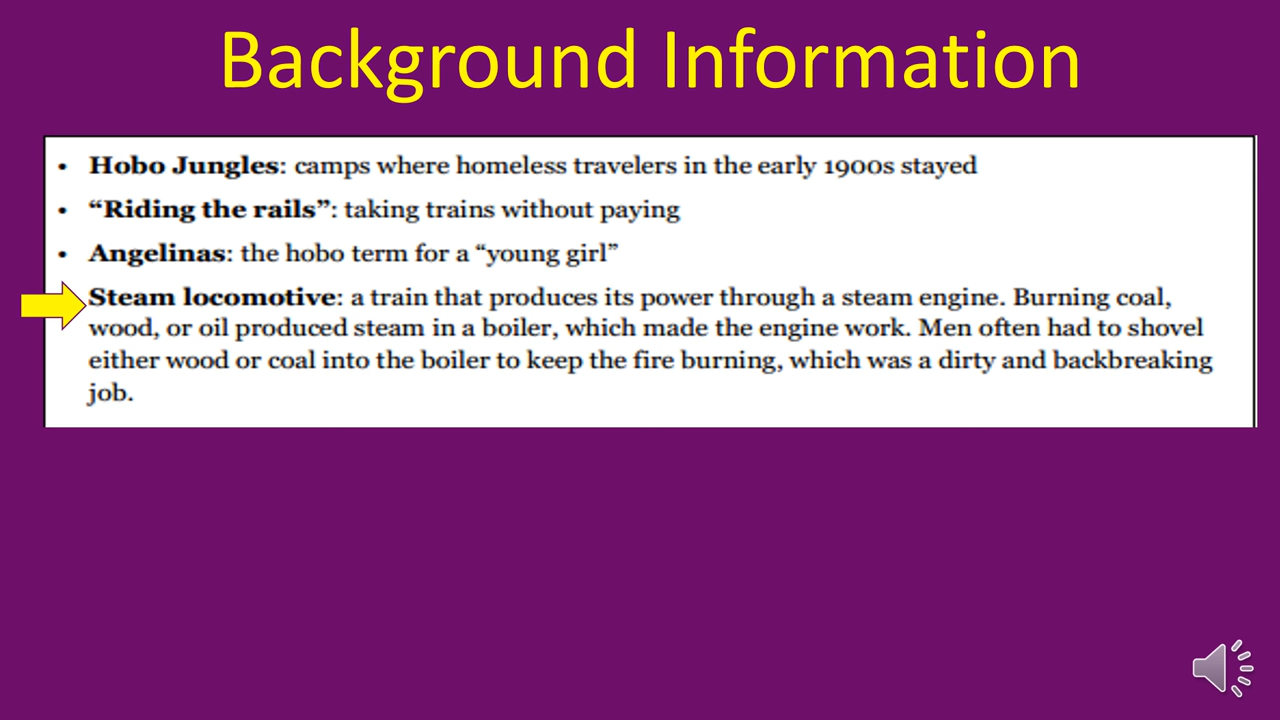 Background Information
• Hobo Jungles: camps where homeless travelers in the early 1900s stayed
• “Riding the rails”: taking trains without paying
• Angelinas: the hobo term for a “young girl”
Steam locomotive: a train that produces its power through a steam engine. Burning coal,
wood, or oil produced steam in a boiler, which made the engine work. Men often had to shovel
either wood or coal into the boiler to keep the fire burning, which was a dirty and backbreaking
job.